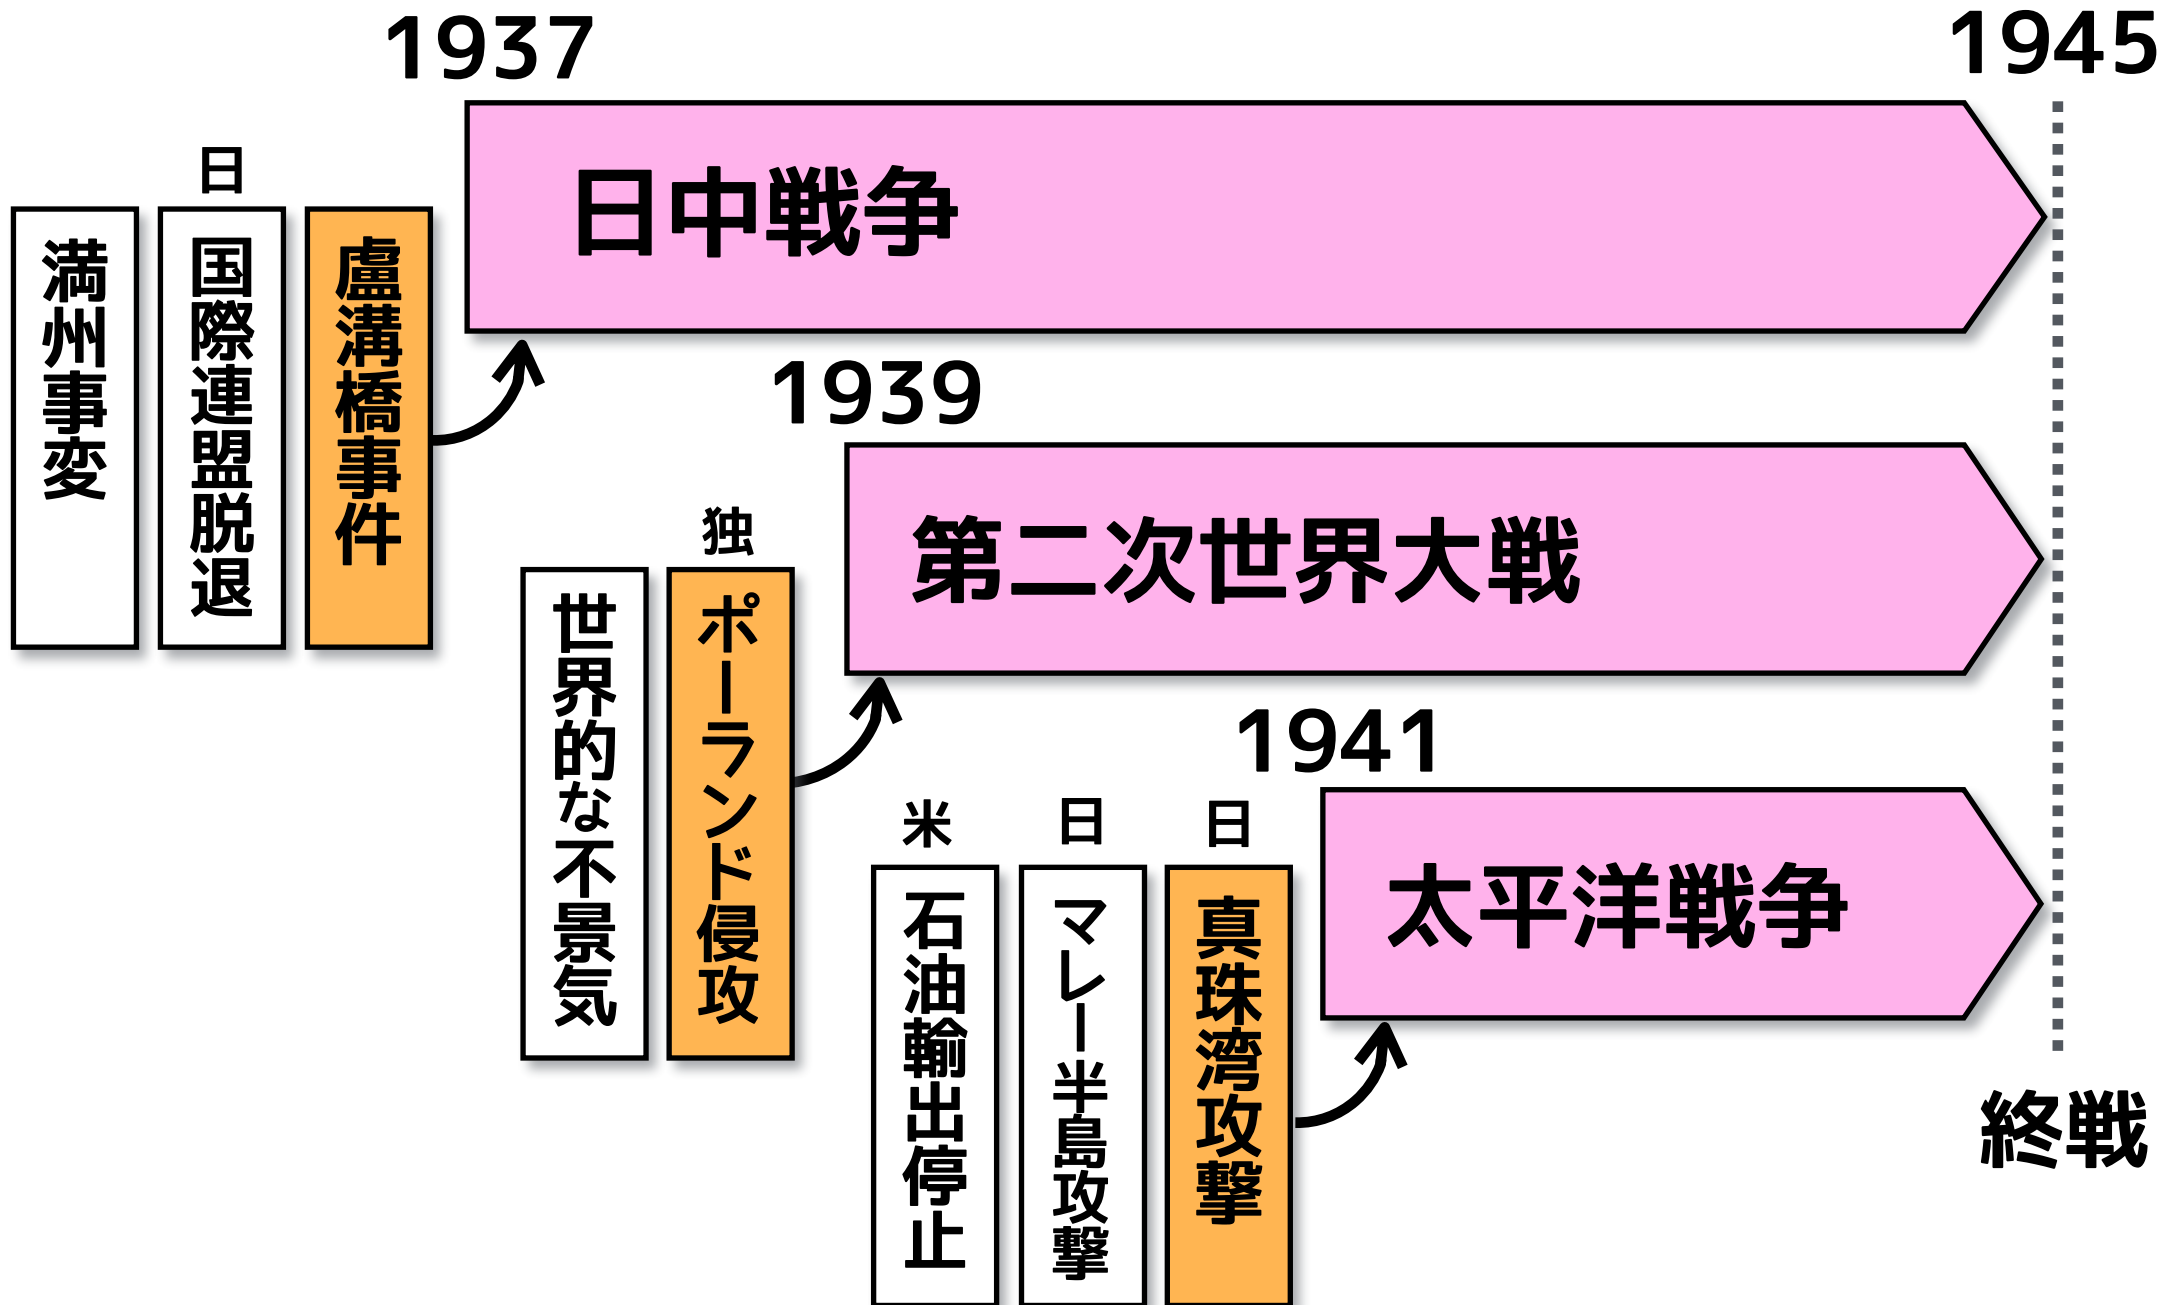 1937
1945
日中戦争
満州事変
日
国際連盟脱退
盧溝橋事件
1939
第二次世界大戦
世界的な不景気
独
ポーランド侵攻
1941
太平洋戦争
米
石油輸出停止
日
マレー半島攻撃
日
真珠湾攻撃
終戦